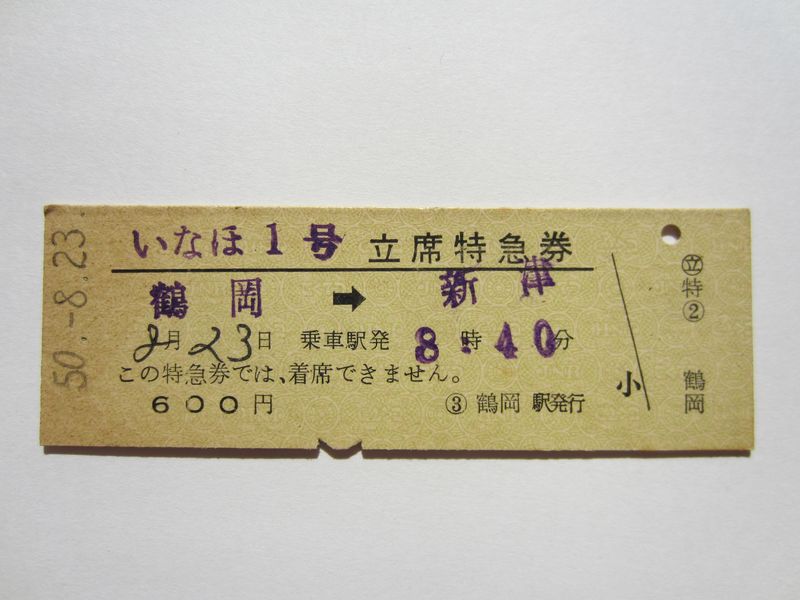 50.-8.23.
いなほ1号 立席特急券
鶴岡 ➡ 新津
8月23日 乗車駅発 8時40分
この特急券では、着席できません。
600円 ③鶴岡駅発行
小
㊢特②
鶴岡